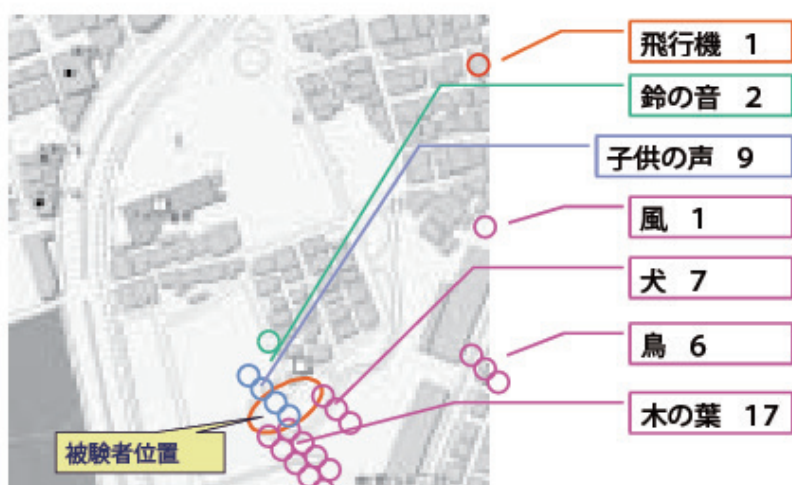 飛行機 1
鈴の音 2
子供の声 9
風 1
犬 7
鳥 6
木の葉 17
被験者位置